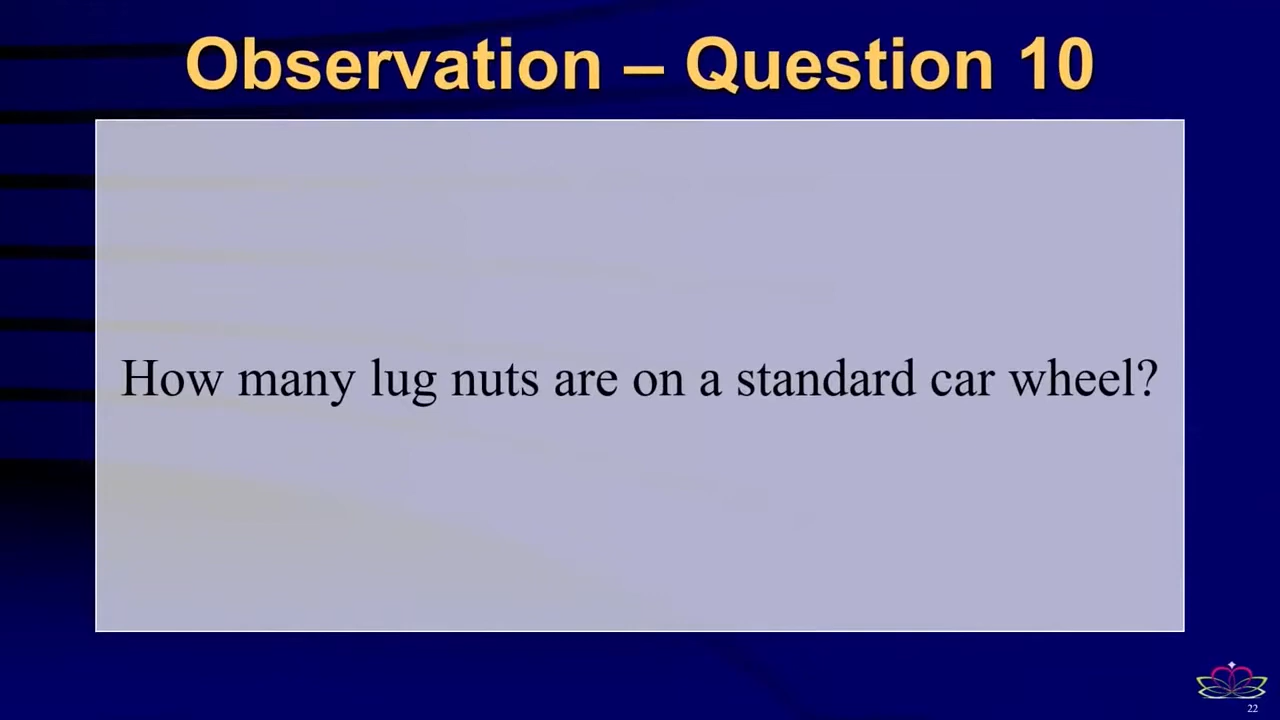 Observation – Question 10
How many lug nuts are on a standard car wheel?
22